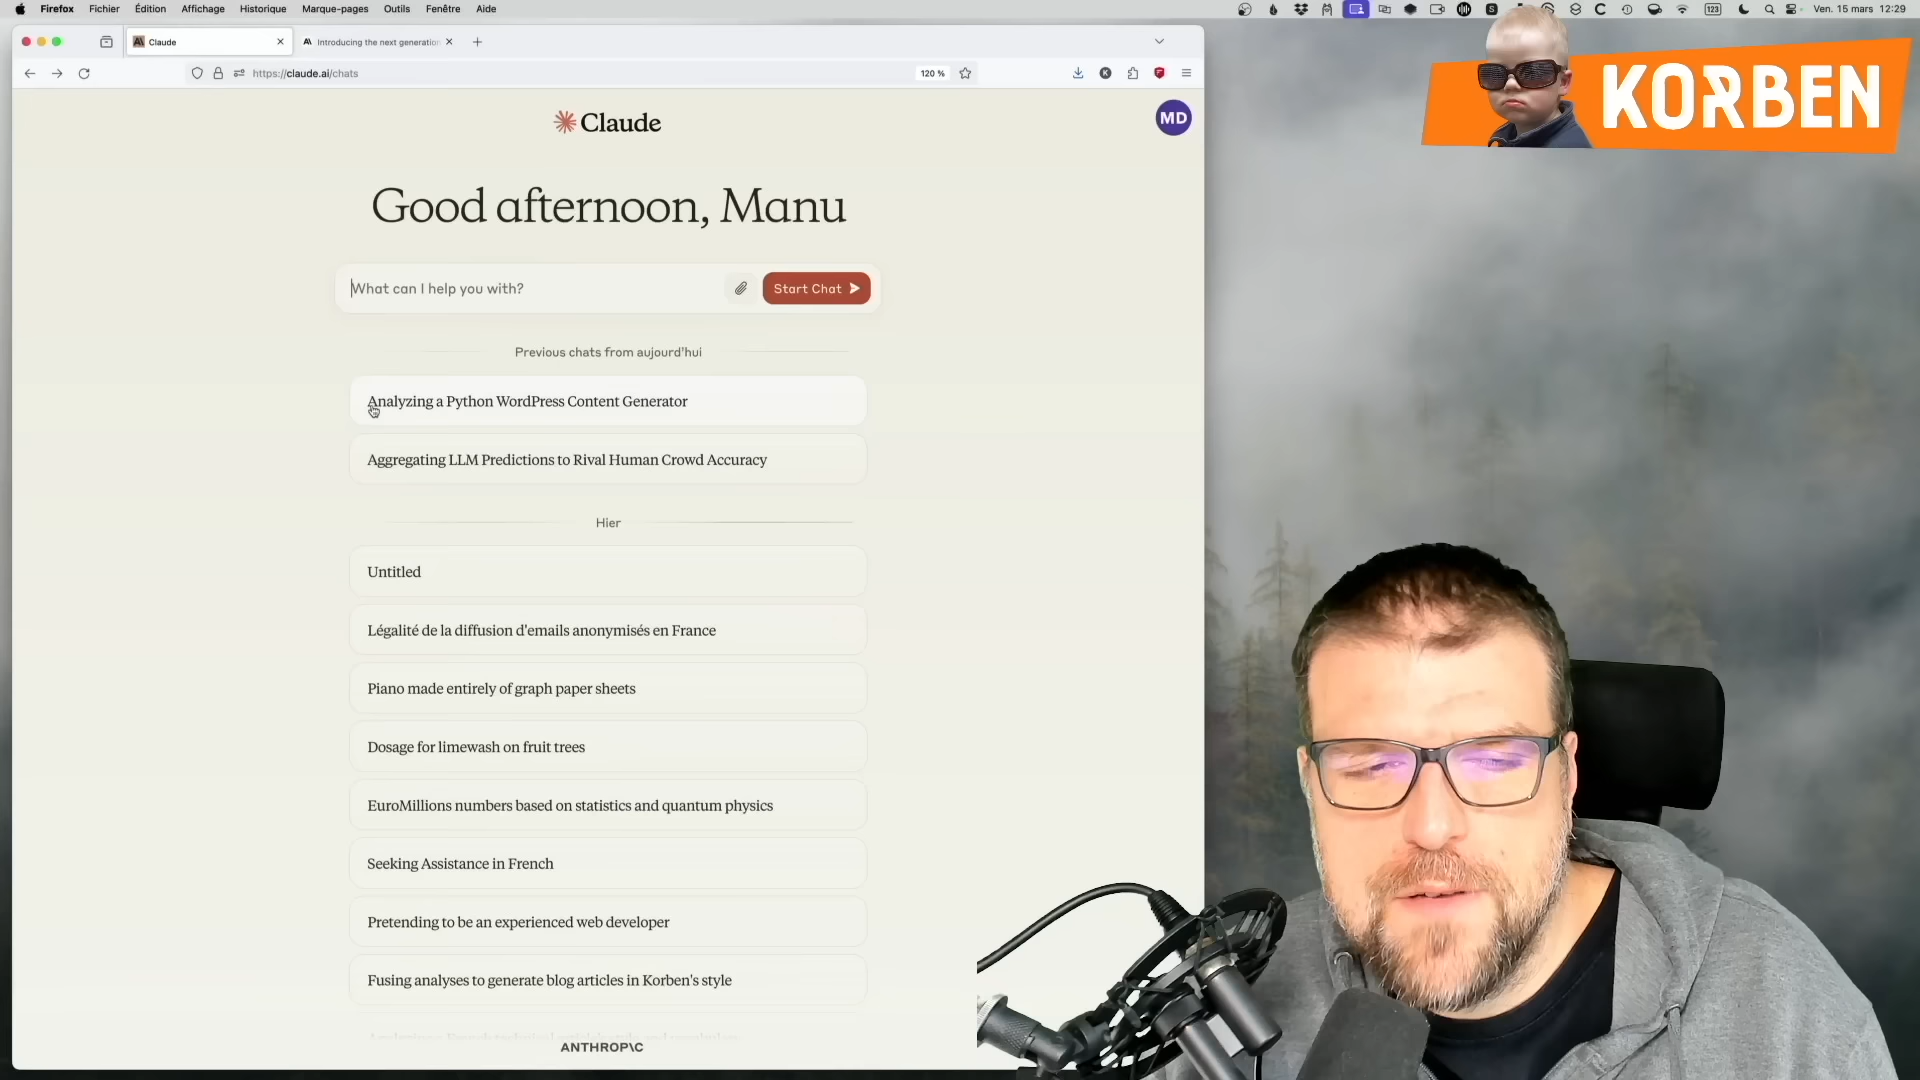 Firefox Fichier Édition Affichage Historique Marque-pages Outils Fenêtre Aide
Ven. 15 mars 12:29
Claude
Introducing the next generation
https://claude.ai/chats
120 %
Claude
MD
KORBEN
Good afternoon, Manu
What can I help you with?
Start Chat
Previous chats from aujourd'hui
Analyzing a Python WordPress Content Generator
Aggregating LLM Predictions to Rival Human Crowd Accuracy
Hier
Untitled
Légalité de la diffusion d'emails anonymisés en France
Piano made entirely of graph paper sheets
Dosage for limewash on fruit trees
EuroMillions numbers based on statistics and quantum physics
Seeking Assistance in French
Pretending to be an experienced web developer
Fusing analyses to generate blog articles in Korben's style
ANTHROP\C